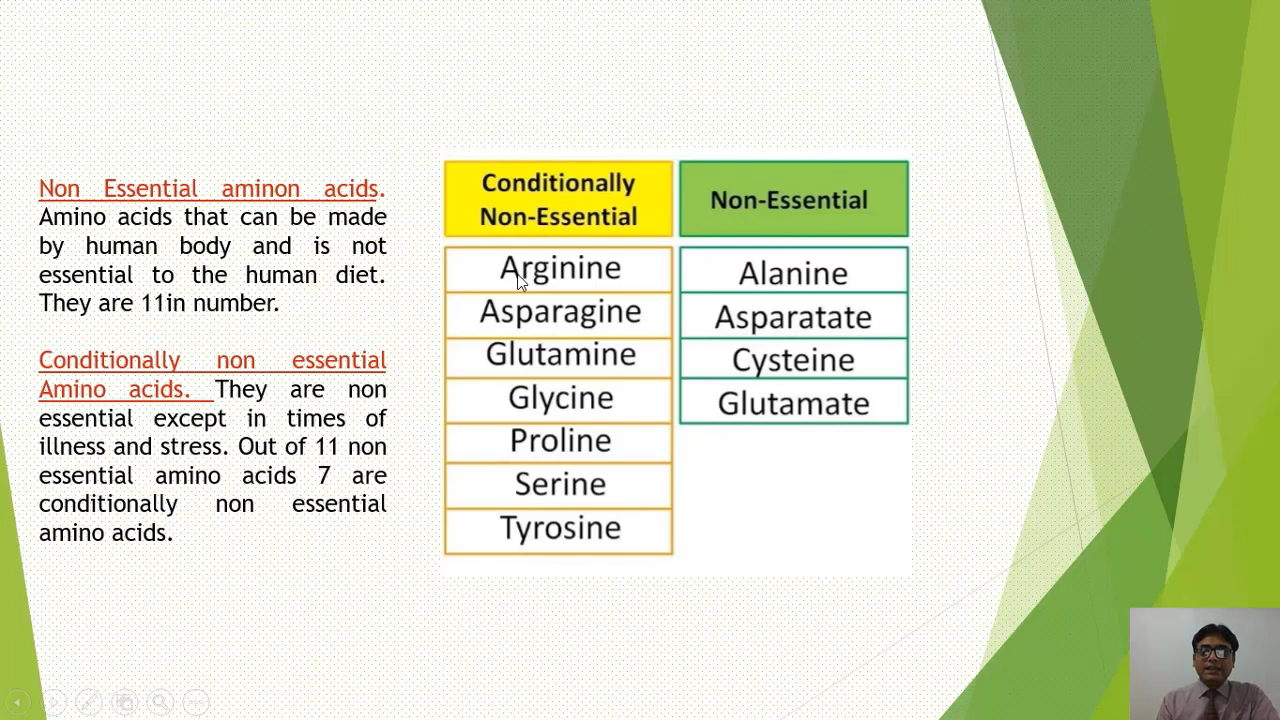 Non Essential aminon acids.
Amino acids that can be made
by human body and is not
essential to the human diet.
They are 11in number.
Conditionally non essential
Amino acids. They are non
essential except in times of
illness and stress. Out of 11 non
essential amino acids 7 are
conditionally non essential
amino acids.
Conditionally
Non-Essential
Arginine
Asparagine
Glutamine
Glycine
Proline
Serine
Tyrosine
Non-Essential
Alanine
Asparatate
Cysteine
Glutamate